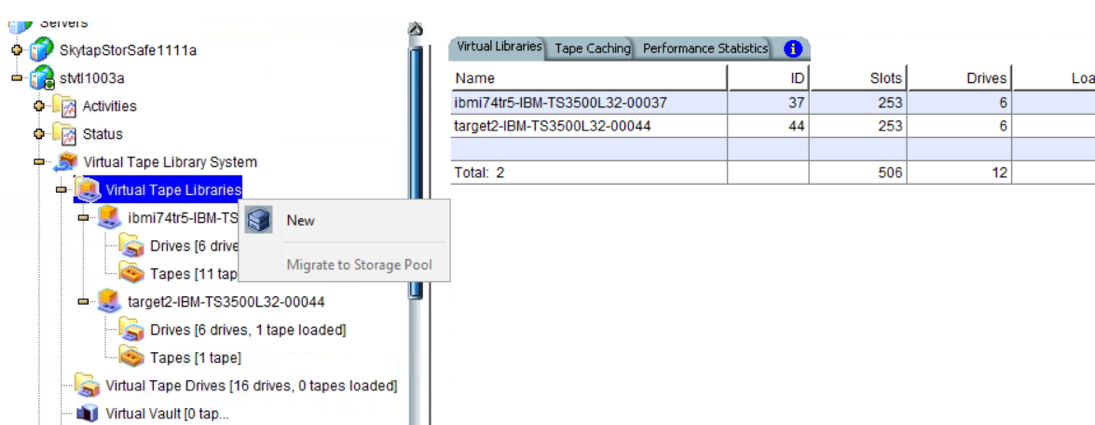 Servers
SkytapStorSafe1111a
stvtl1003a
Activities
Status
Virtual Tape Library System
Virtual Tape Libraries
ibmi74tr5-IBM-TS
Drives [6 drive
Tapes [11 tap
target2-IBM-TS3500L32-00044
Drives [6 drives, 1 tape loaded]
Tapes [1 tape]
Virtual Tape Drives [16 drives, 0 tapes loaded]
Virtual Vault [0 tap...
New
Migrate to Storage Pool
Virtual Libraries Tape Caching Performance Statistics i
Name ID Slots Drives Loa
ibmi74tr5-IBM-TS3500L32-00037 37 253 6
target2-IBM-TS3500L32-00044 44 253 6
Total: 2 506 12